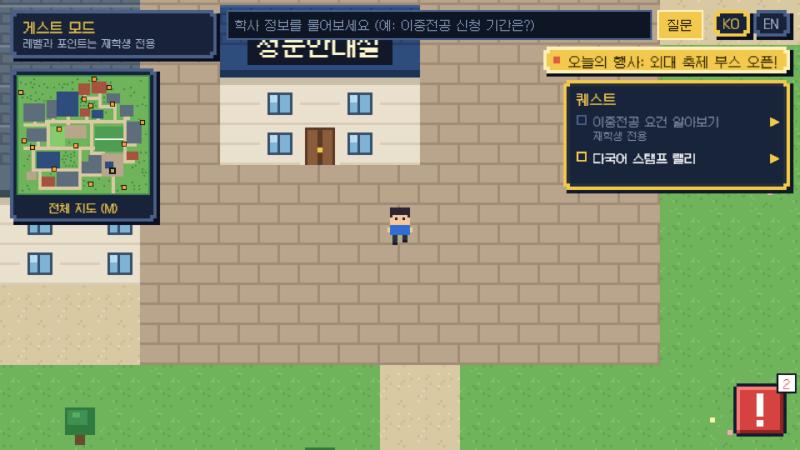 게스트 모드
레벨과 포인트는 재학생 전용
학사 정보를 물어보세요 (예: 이중전공 신청 기간은?)
질문
KO
EN
정문안내실
오늘의 행사: 외대 축제 부스 오픈!
퀘스트
이중전공 요건 알아보기
재학생 전용
다국어 스탬프 랠리
전체 지도 (M)
2
!